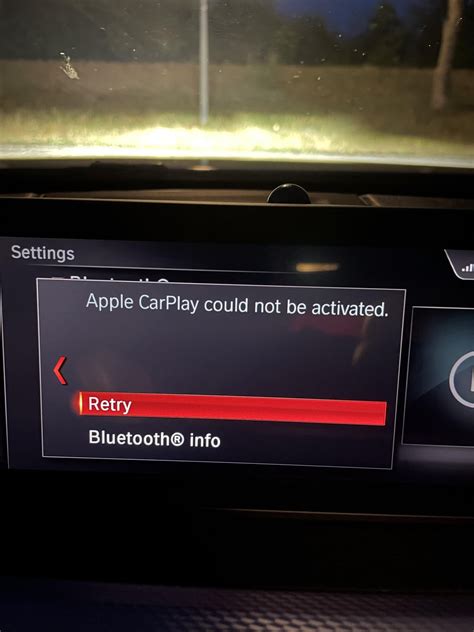 Settings
Apple CarPlay could not be activated.
Retry
Bluetooth® info